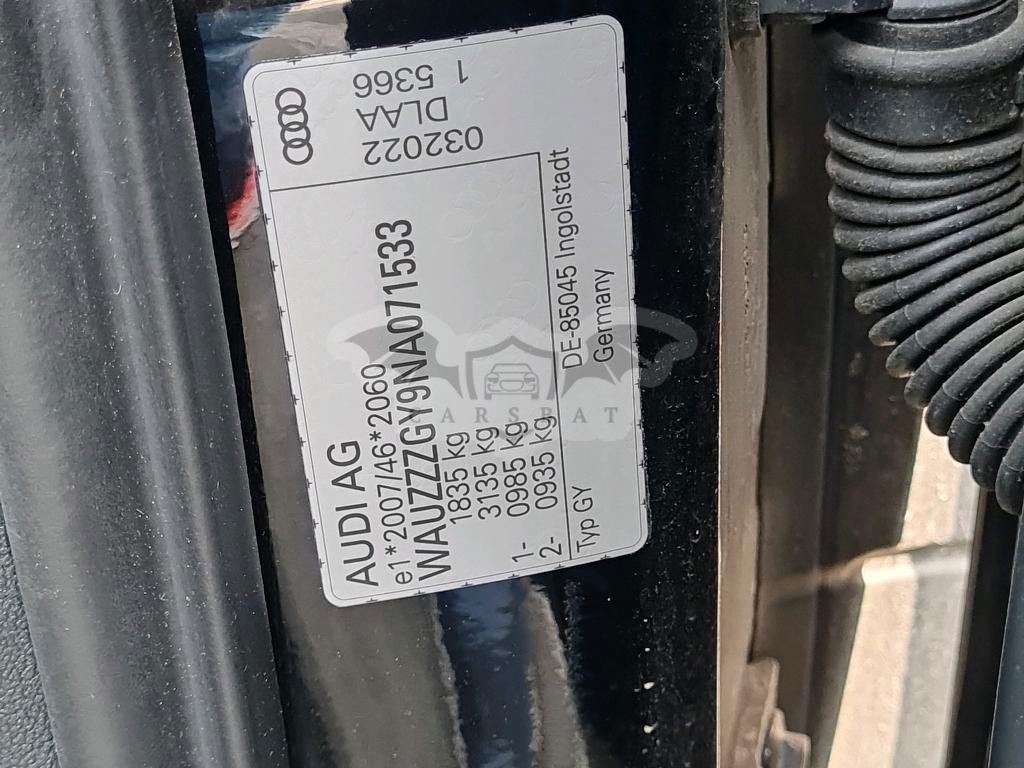 AUDI AG
e1*2007/46*2060
WAUZZZGY9NA071533
1835 kg
3135 kg
1- 0985 kg
2- 0935 kg
Typ GY
DE-85045 Ingolstadt
Germany
032022
DLAA
5366
1
CARSBAT